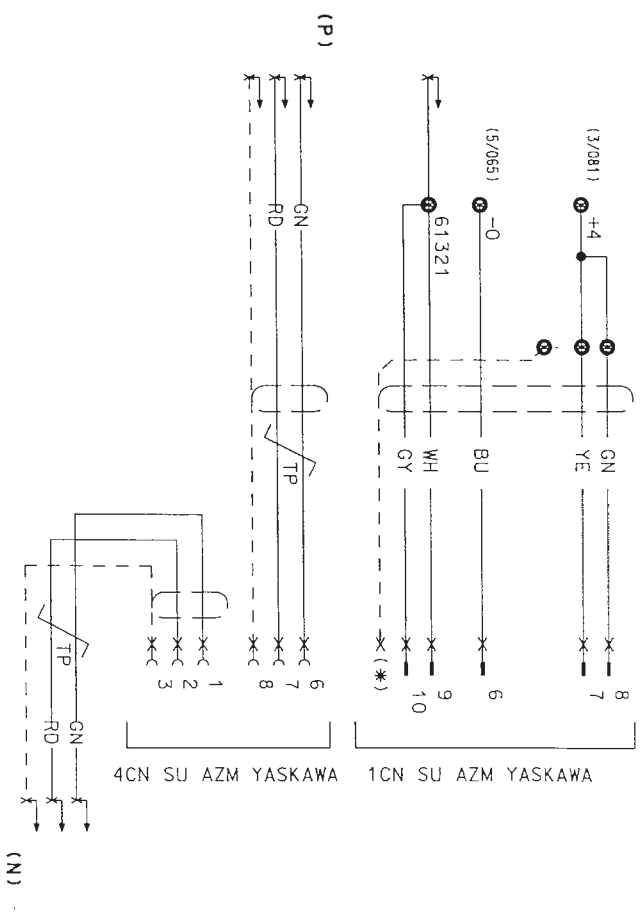 (P)
(5/065)
(3/081)
-0
+4
61321
RD
GN
GY
WH
BU
YE
GN
TP
(*)
10
9
6
7
8
8
7
6
3
2
1
TP
RD
GN
4CN SU AZM YASKAWA
1CN SU AZM YASKAWA
(N)